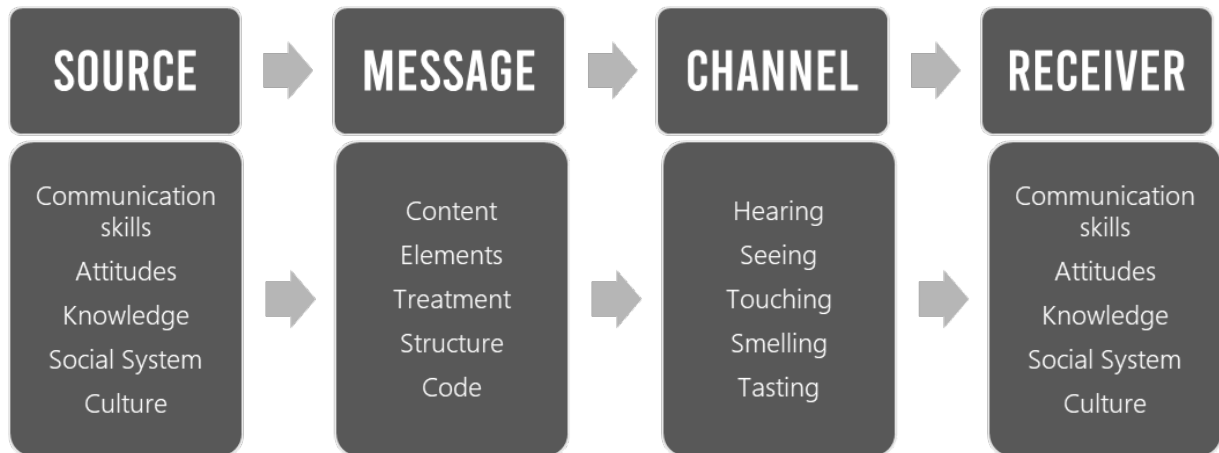 SOURCE
MESSAGE
CHANNEL
RECEIVER
Communication
skills
Attitudes
Knowledge
Social System
Culture
Content
Elements
Treatment
Structure
Code
Hearing
Seeing
Touching
Smelling
Tasting
Communication
skills
Attitudes
Knowledge
Social System
Culture